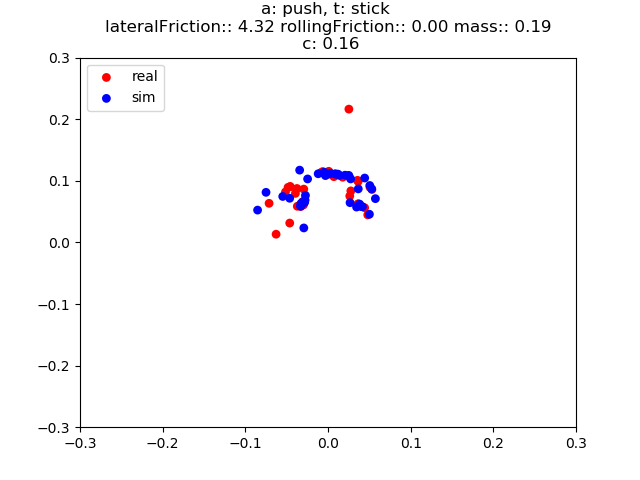 a: push, t: stick
lateralFriction:: 4.32 rollingFriction:: 0.00 mass:: 0.19
c: 0.16
real
sim
0.3
0.2
0.1
0.0
−0.1
−0.2
−0.3
−0.3
−0.2
−0.1
0.0
0.1
0.2
0.3